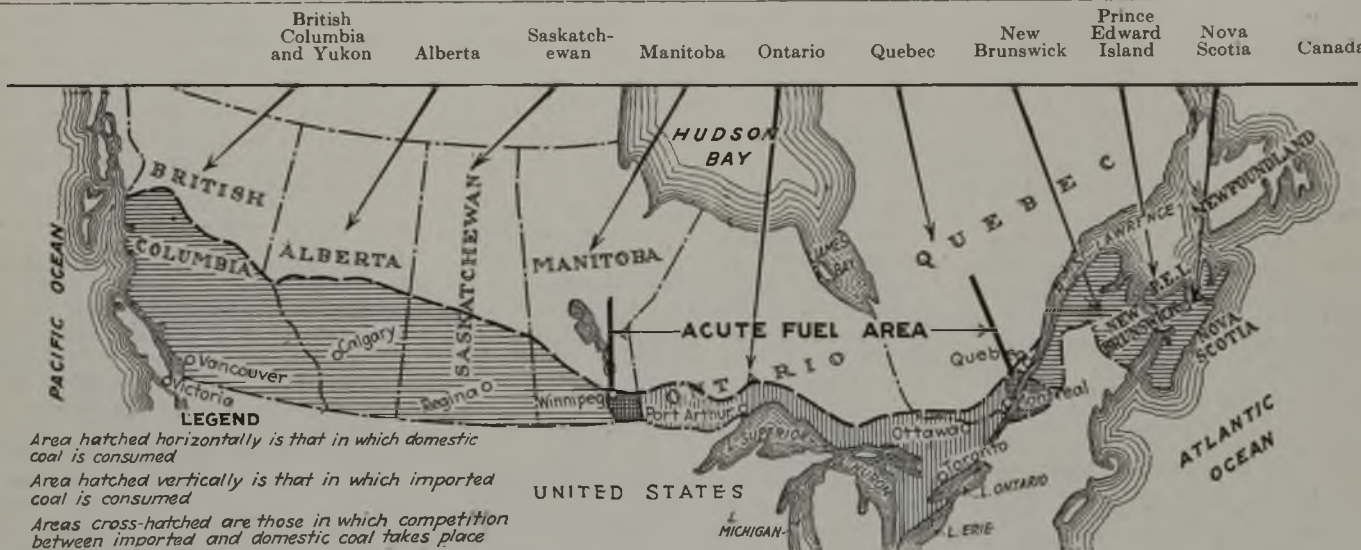 British
Columbia
and Yukon
Alberta
Saskatch-
ewan
Manitoba
Ontario
Quebec
New
Brunswick
Prince
Edward
Island
Nova
Scotia
Canada
HUDSON
BAY
BRITISH
COLUMBIA
ALBERTA
SASKATCHEWAN
MANITOBA
JAMES
BAY
QUEBEC
LAWRENCE
NEWFOUNDLAND
P.E.I.
NEW
BRUNSWICK
NOVA
SCOTIA
PACIFIC OCEAN
ACUTE FUEL AREA
Calgary
Vancouver
Victoria
Regina
Winnipeg
Port Arthur
Quebec
Montreal
Ottawa
Toronto
L. SUPERIOR
HURON
L. ONTARIO
L. ERIE
L.
MICHIGAN
UNITED STATES
ATLANTIC
OCEAN
LEGEND
Area hatched horizontally is that in which domestic
coal is consumed
Area hatched vertically is that in which imported
coal is consumed
Areas cross-hatched are those in which competition
between imported and domestic coal takes place